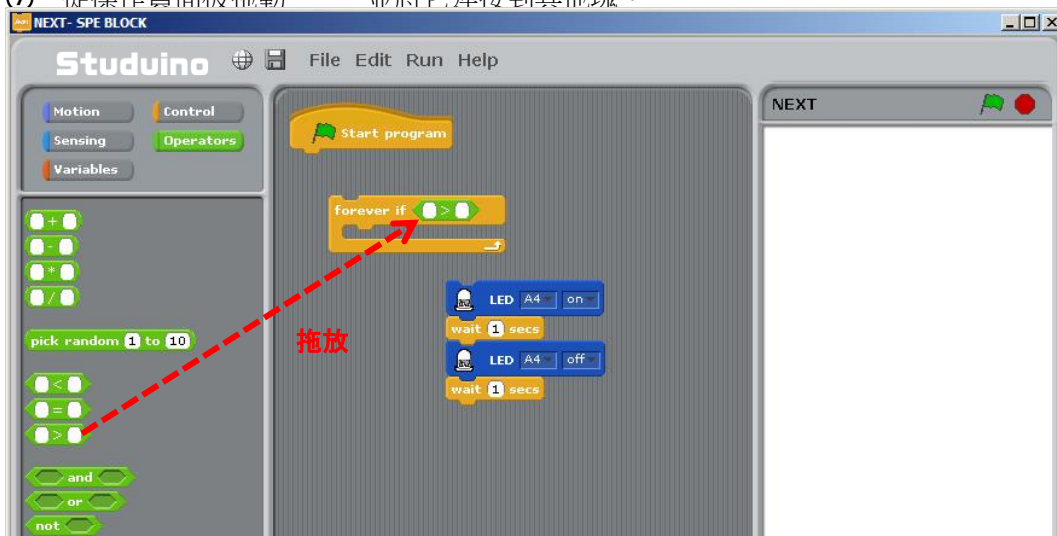 NEXT- SPE BLOCK
Studuino File Edit Run Help
Motion Control
Sensing Operators
Variables
+
-
*
/
pick random 1 to 10
<
=
>
and
or
not
Start program
forever if >
LED A4 on
wait 1 secs
LED A4 off
wait 1 secs
拖放
NEXT